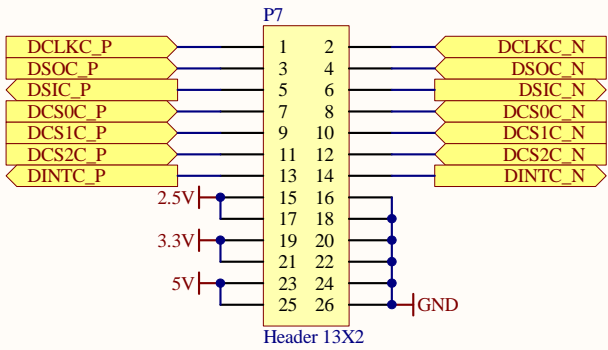 P7
DCLKC_P 1 2 DCLKC_N
DSOC_P 3 4 DSOC_N
DSIC_P 5 6 DSIC_N
DCS0C_P 7 8 DCS0C_N
DCS1C_P 9 10 DCS1C_N
DCS2C_P 11 12 DCS2C_N
DINTC_P 13 14 DINTC_N
2.5V 15 16
17 18
3.3V 19 20
21 22
5V 23 24
25 26 GND
Header 13X2